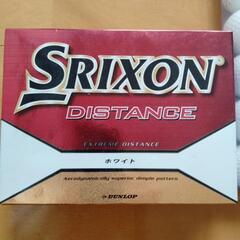 SRIXON
DISTANCE
EXTREME DISTANCE
ホワイト
Aerodynamically superior dimple pattern
DUNLOP